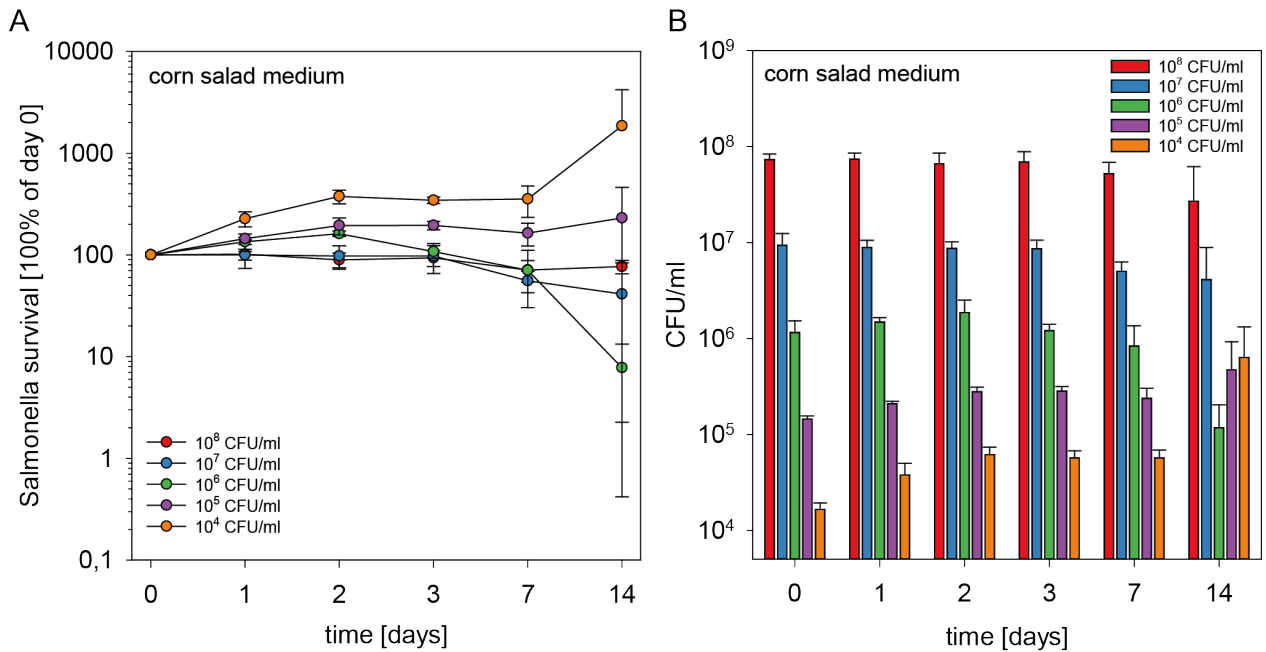 A
corn salad medium
Salmonella survival [100% of day 0]
10000
1000
100
10
1
0,1
10⁸ CFU/ml
10⁷ CFU/ml
10⁶ CFU/ml
10⁵ CFU/ml
10⁴ CFU/ml
0 1 2 3 7 14
time [days]
B
corn salad medium
CFU/ml
10⁹
10⁸
10⁷
10⁶
10⁵
10⁴
10⁸ CFU/ml
10⁷ CFU/ml
10⁶ CFU/ml
10⁵ CFU/ml
10⁴ CFU/ml
0 1 2 3 7 14
time [days]